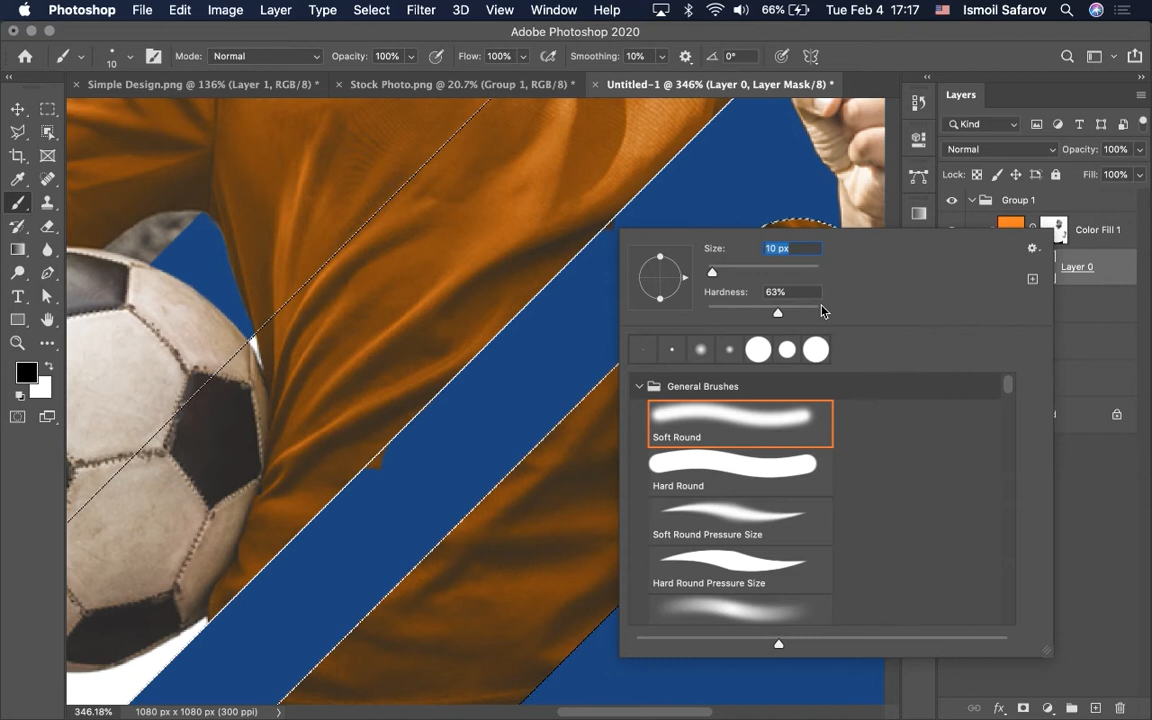 Photoshop File Edit Image Layer Type Select Filter 3D View Window Help 66% Tue Feb 4 17:17 Ismoil Safarov
Adobe Photoshop 2020
10 Mode: Normal Opacity: 100% Flow: 100% Smoothing: 10% 0°
Simple Design.png @ 136% (Layer 1, RGB/8) * Stock Photo.png @ 20.7% (Group 1, RGB/8) * Untitled-1 @ 346% (Layer 0, Layer Mask/8) *
Layers
Kind
Normal Opacity: 100%
Lock: Fill: 100%
Group 1
Color Fill 1
Layer 0
Size: 10 px
Hardness: 63%
General Brushes
Soft Round
Hard Round
Soft Round Pressure Size
Hard Round Pressure Size
346.18% 1080 px x 1080 px (300 ppi)